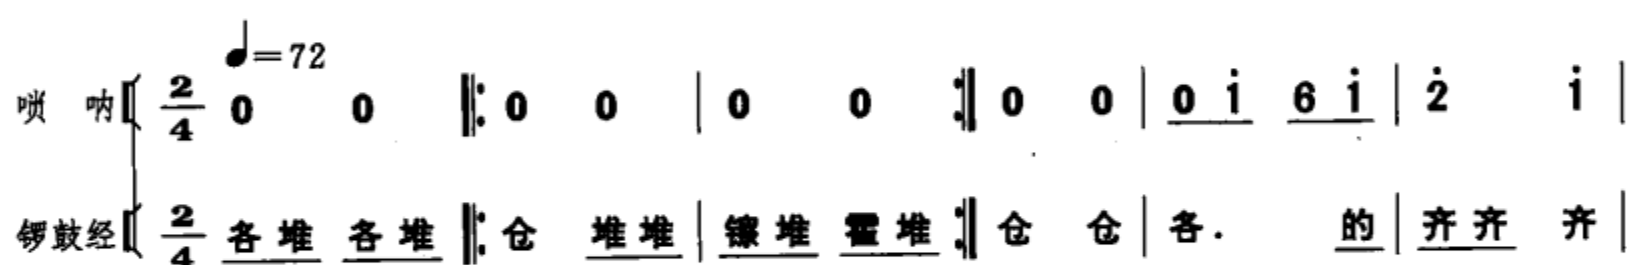 ♩=72
唢呐 2/4 0 0 ‖: 0 0 | 0 0 :‖ 0 0 | 0 i̇ 6 i̇ | 2̇ i̇ |
锣鼓经 2/4 各堆 各堆 ‖: 仓 堆堆 | 镲堆 霍堆 :‖ 仓 仓 | 各. 的 | 齐齐 齐 |